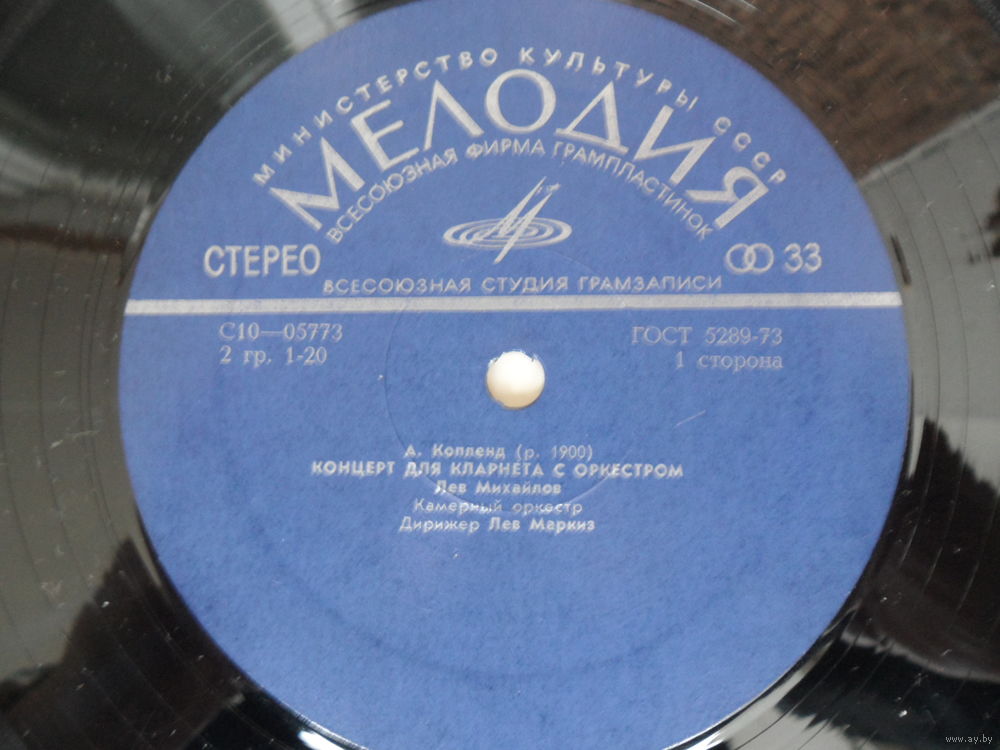 МИНИСТЕРСТВО КУЛЬТУРЫ СССР
МЕЛОДИЯ
ВСЕСОЮЗНАЯ ФИРМА ГРАМПЛАСТИНОК
СТЕРЕО
33
ВСЕСОЮЗНАЯ СТУДИЯ ГРАМЗАПИСИ
С10—05773
ГОСТ 5289-73
2 гр. 1-20
1 сторона
А. Копленд (р. 1900)
КОНЦЕРТ ДЛЯ КЛАРНЕТА С ОРКЕСТРОМ
Лев Михайлов
Камерный оркестр
Дирижер Лев Маркиз
www.ay.by